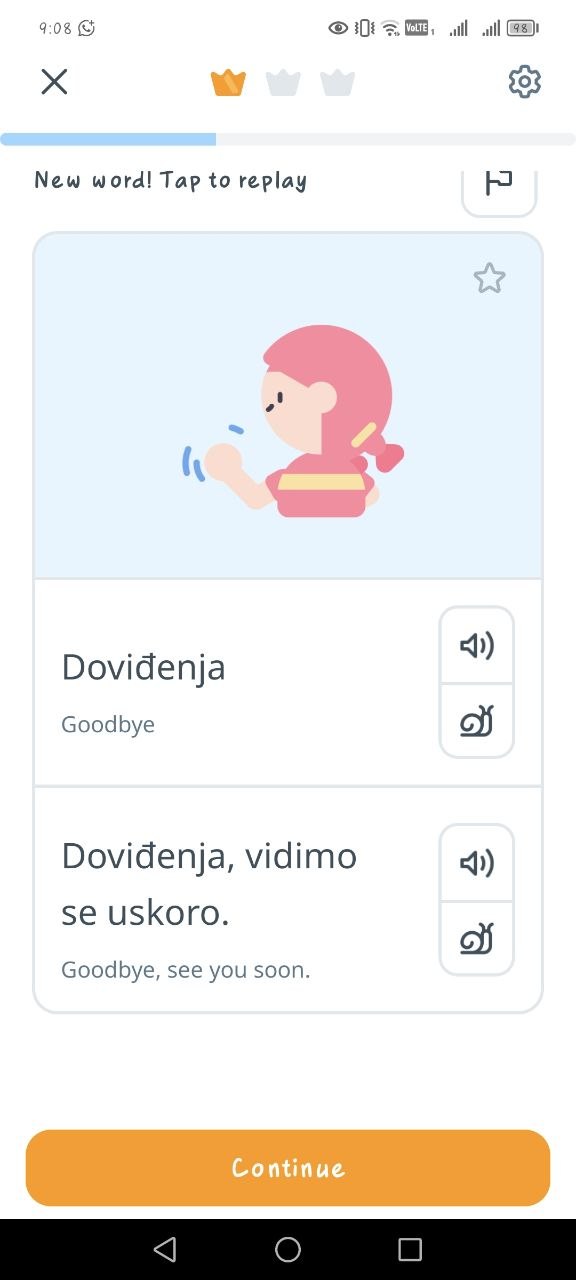 9:08
VoLTE 1
98
New word! Tap to replay
Doviđenja
Goodbye
Doviđenja, vidimo
se uskoro.
Goodbye, see you soon.
Continue